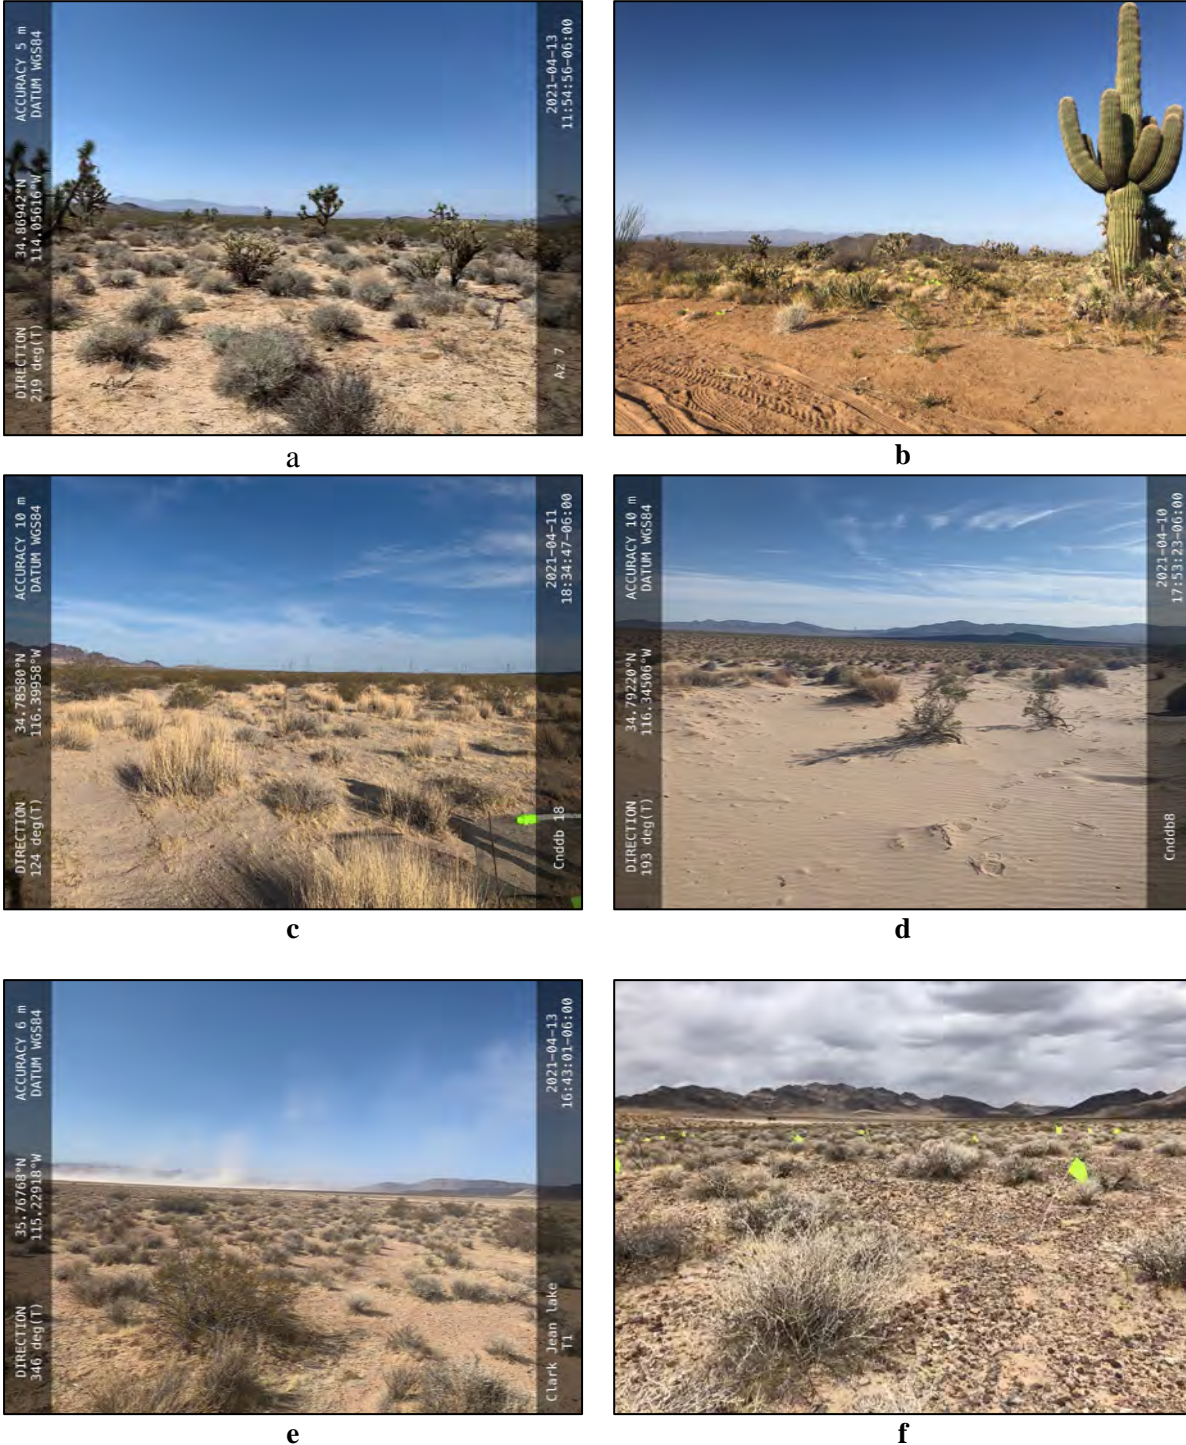 DIRECTION 34.86942°N ACCURACY 5 m
219 deg(T) 114.05616°W DATUM WGS84
Az 7 2021-04-13
11:54:56-06:00
a
b
DIRECTION 34.78580°N ACCURACY 10 m
124 deg(T) 116.39958°W DATUM WGS84
Cnddb 18 2021-04-11
18:34:47-06:00
DIRECTION 34.79220°N ACCURACY 10 m
193 deg(T) 116.34506°W DATUM WGS84
Cnddb8 2021-04-10
17:53:23-06:00
c
d
DIRECTION 35.76768°N ACCURACY 6 m
346 deg(T) 115.22918°W DATUM WGS84
Clark Jean lake 2021-04-13
T1 16:43:01-06:00
e
f